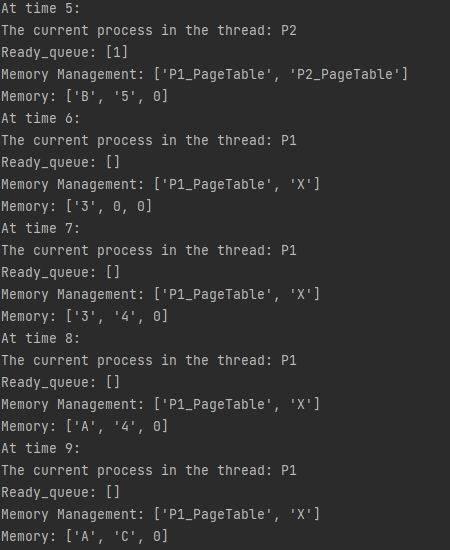 At time 5:
The current process in the thread: P2
Ready_queue: [1]
Memory Management: ['P1_PageTable', 'P2_PageTable']
Memory: ['B', '5', 0]
At time 6:
The current process in the thread: P1
Ready_queue: []
Memory Management: ['P1_PageTable', 'X']
Memory: ['3', 0, 0]
At time 7:
The current process in the thread: P1
Ready_queue: []
Memory Management: ['P1_PageTable', 'X']
Memory: ['3', '4', 0]
At time 8:
The current process in the thread: P1
Ready_queue: []
Memory Management: ['P1_PageTable', 'X']
Memory: ['A', '4', 0]
At time 9:
The current process in the thread: P1
Ready_queue: []
Memory Management: ['P1_PageTable', 'X']
Memory: ['A', 'C', 0]